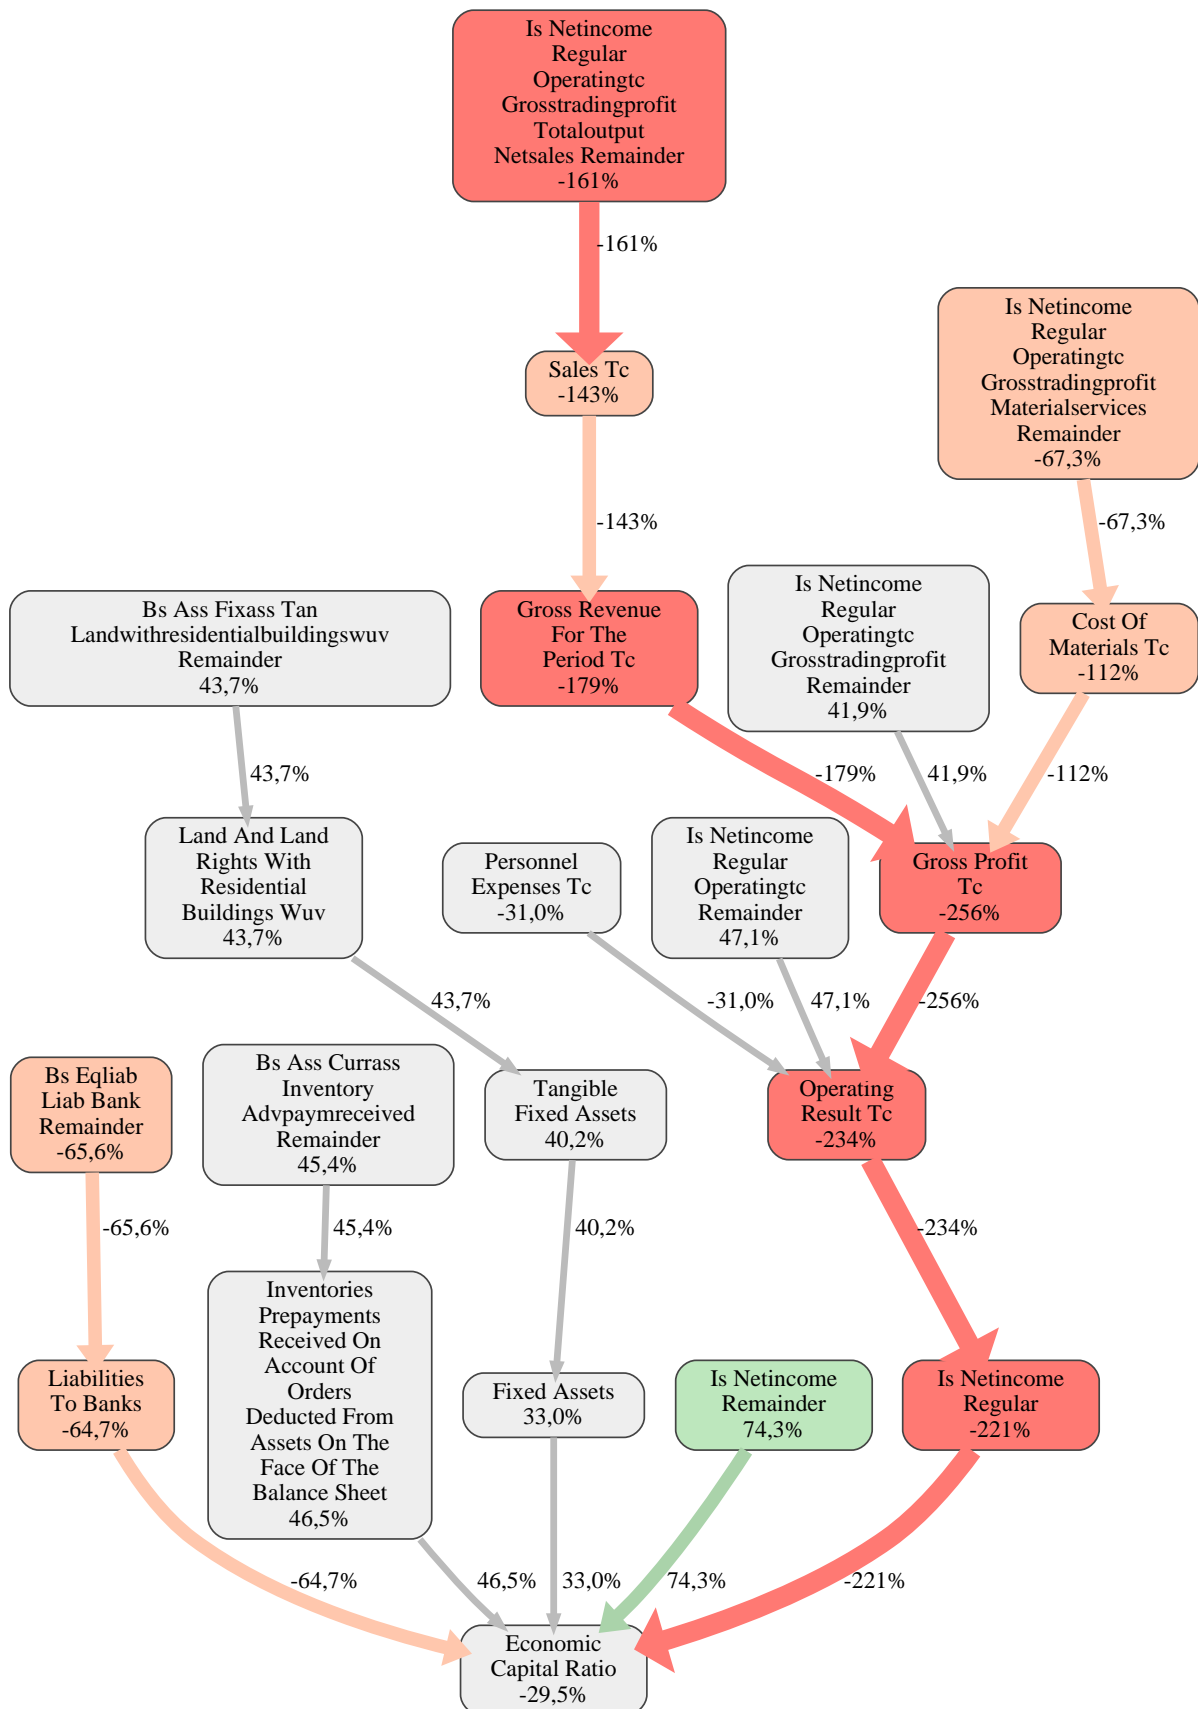 Is Netincome
Regular
Operatingtc
Grosstradingprofit
Totaloutput
Netsales Remainder
-161%
-161%
Is Netincome
Regular
Operatingtc
Grosstradingprofit
Materialservices
Remainder
-67,3%
Sales Tc
-143%
-143%
-67,3%
Bs Ass Fixass Tan
Landwithresidentialbuildingswuv
Remainder
43,7%
Gross Revenue
For The
Period Tc
-179%
Is Netincome
Regular
Operatingtc
Grosstradingprofit
Remainder
41,9%
Cost Of
Materials Tc
-112%
43,7%
-179%
41,9%
-112%
Land And Land
Rights With
Residential
Buildings Wuv
43,7%
Personnel
Expenses Tc
-31,0%
Is Netincome
Regular
Operatingtc
Remainder
47,1%
Gross Profit
Tc
-256%
43,7%
-31,0%
47,1%
-256%
Bs Eqliab
Liab Bank
Remainder
-65,6%
Bs Ass Currass
Inventory
Advpaymreceived
Remainder
45,4%
Tangible
Fixed Assets
40,2%
Operating
Result Tc
-234%
-65,6%
45,4%
40,2%
-234%
Liabilities
To Banks
-64,7%
Inventories
Prepayments
Received On
Account Of
Orders
Deducted From
Assets On The
Face Of The
Balance Sheet
46,5%
Fixed Assets
33,0%
Is Netincome
Remainder
74,3%
Is Netincome
Regular
-221%
-64,7%
46,5%
33,0%
74,3%
-221%
Economic
Capital Ratio
-29,5%